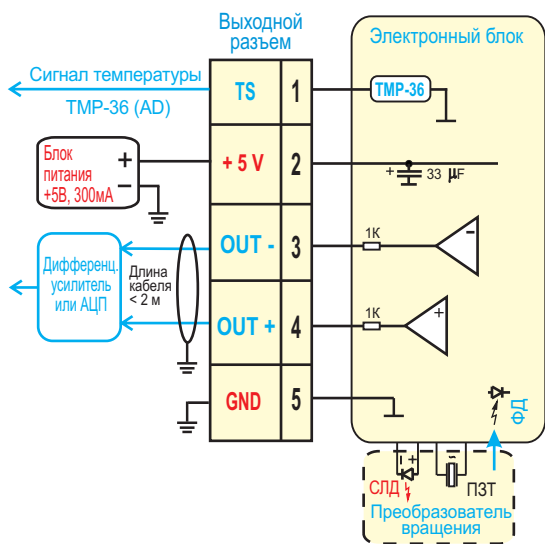 Выходной
разъем
Электронный блок
Сигнал температуры
TMP-36 (AD)
TS
1
TMP-36
Блок
питания
+5В, 300мА
+
−
+ 5 V
2
+
33 μF
OUT -
3
1К
-
Дифференц.
усилитель
или АЦП
Длина
кабеля
< 2 м
OUT +
4
1К
+
GND
5
ФД
- +
~
СЛД
ПЗТ
Преобразователь
вращения